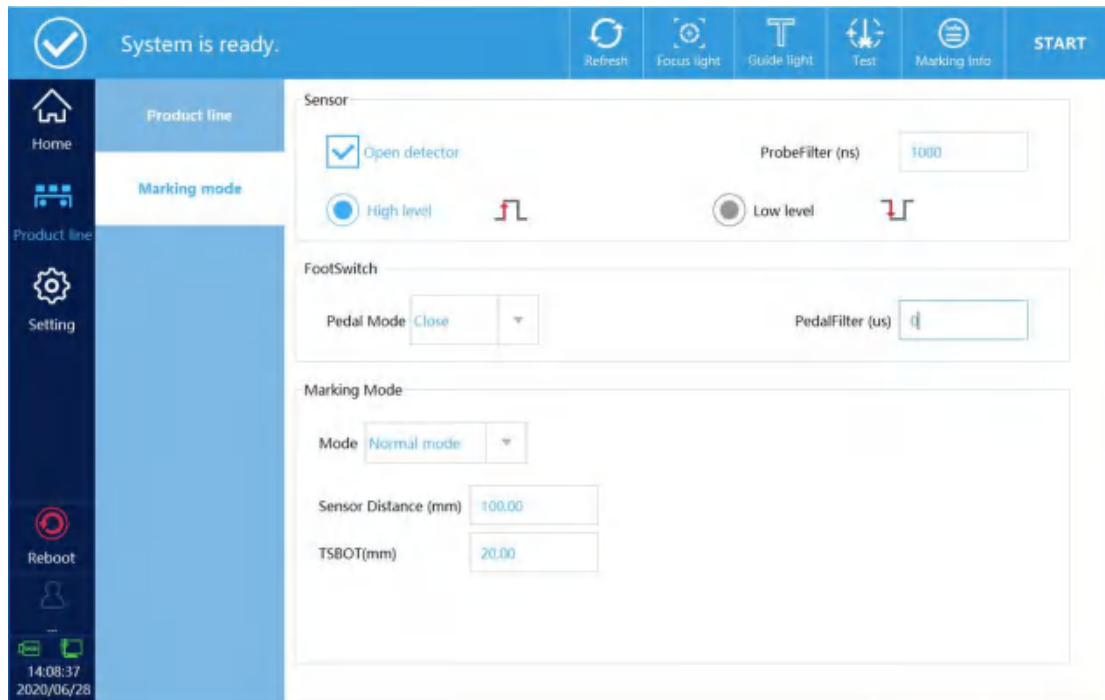 System is ready.
Refresh
Focus light
Guide light
Test
Marking Info
START
Home
Product line
Setting
Reboot
...
14:08:37
2020/06/28
Product line
Marking mode
Sensor
Open detector
ProbeFilter (ns) 1000
High level
Low level
FootSwitch
Pedal Mode Close
PedalFilter (us) 0
Marking Mode
Mode Normal mode
Sensor Distance (mm) 100.00
TSBOT(mm) 20.00